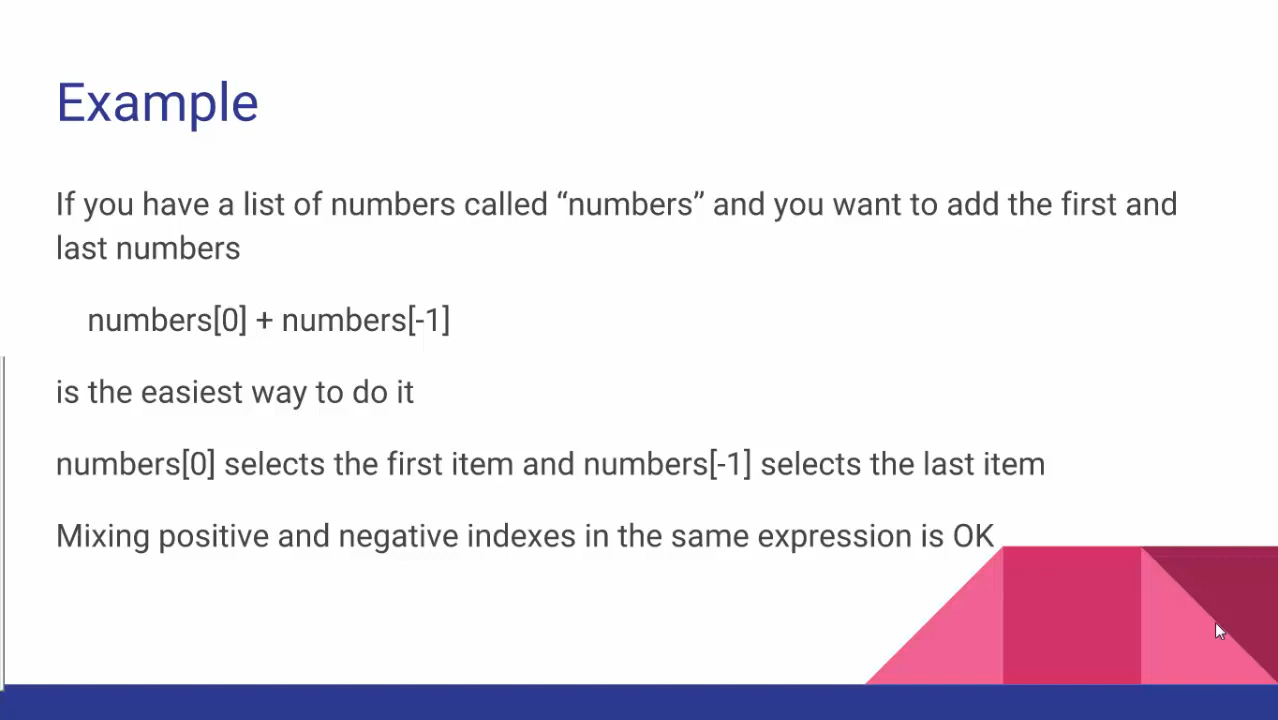 Example
If you have a list of numbers called “numbers” and you want to add the first and
last numbers
numbers[0] + numbers[-1]
is the easiest way to do it
numbers[0] selects the first item and numbers[-1] selects the last item
Mixing positive and negative indexes in the same expression is OK